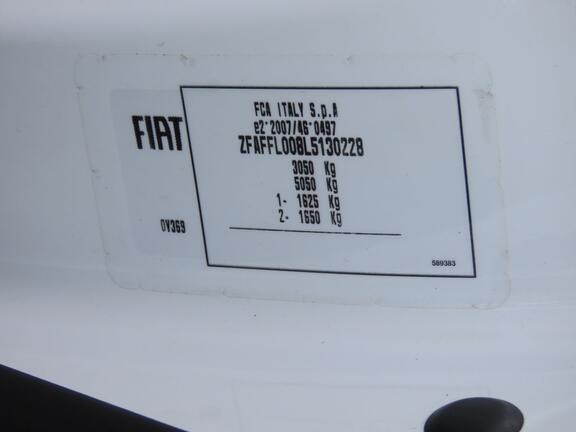 FCA ITALY S.p.A
e2*2007/46*0497
FIAT
ZFAFFL008L5130228
3050 Kg
5050 Kg
1- 1625 Kg
2- 1650 Kg
OV369
589383